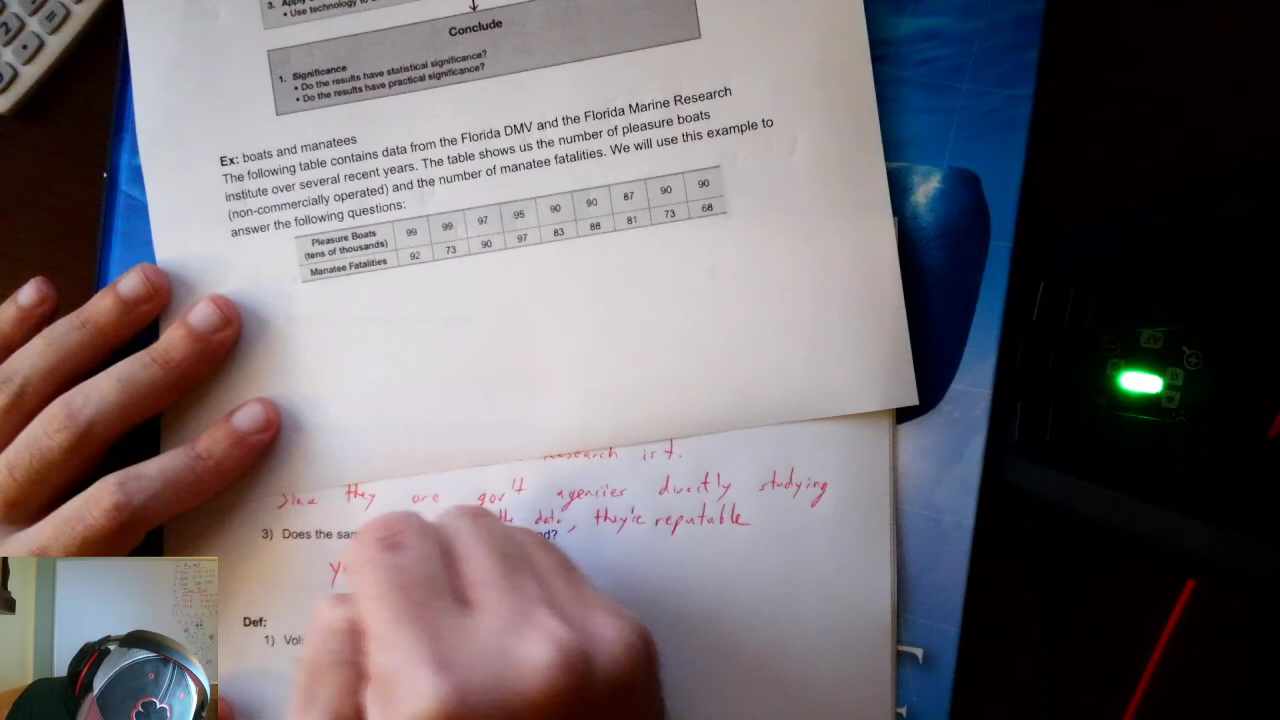 3. Apply
• Use technology to
Conclude
1. Significance
• Do the results have statistical significance?
• Do the results have practical significance?
Ex: boats and manatees
The following table contains data from the Florida DMV and the Florida Marine Research
institute over several recent years. The table shows us the number of pleasure boats
(non-commercially operated) and the number of manatee fatalities. We will use this example to
answer the following questions:
Pleasure Boats (tens of thousands) 99 99 97 95 90 90 87 90 90
Manatee Fatalities 92 73 90 97 83 88 81 73 68
research is t.
Since they are gov't agencies directly studying
the data, they're reputable
3) Does the sam
Def:
1) Vol